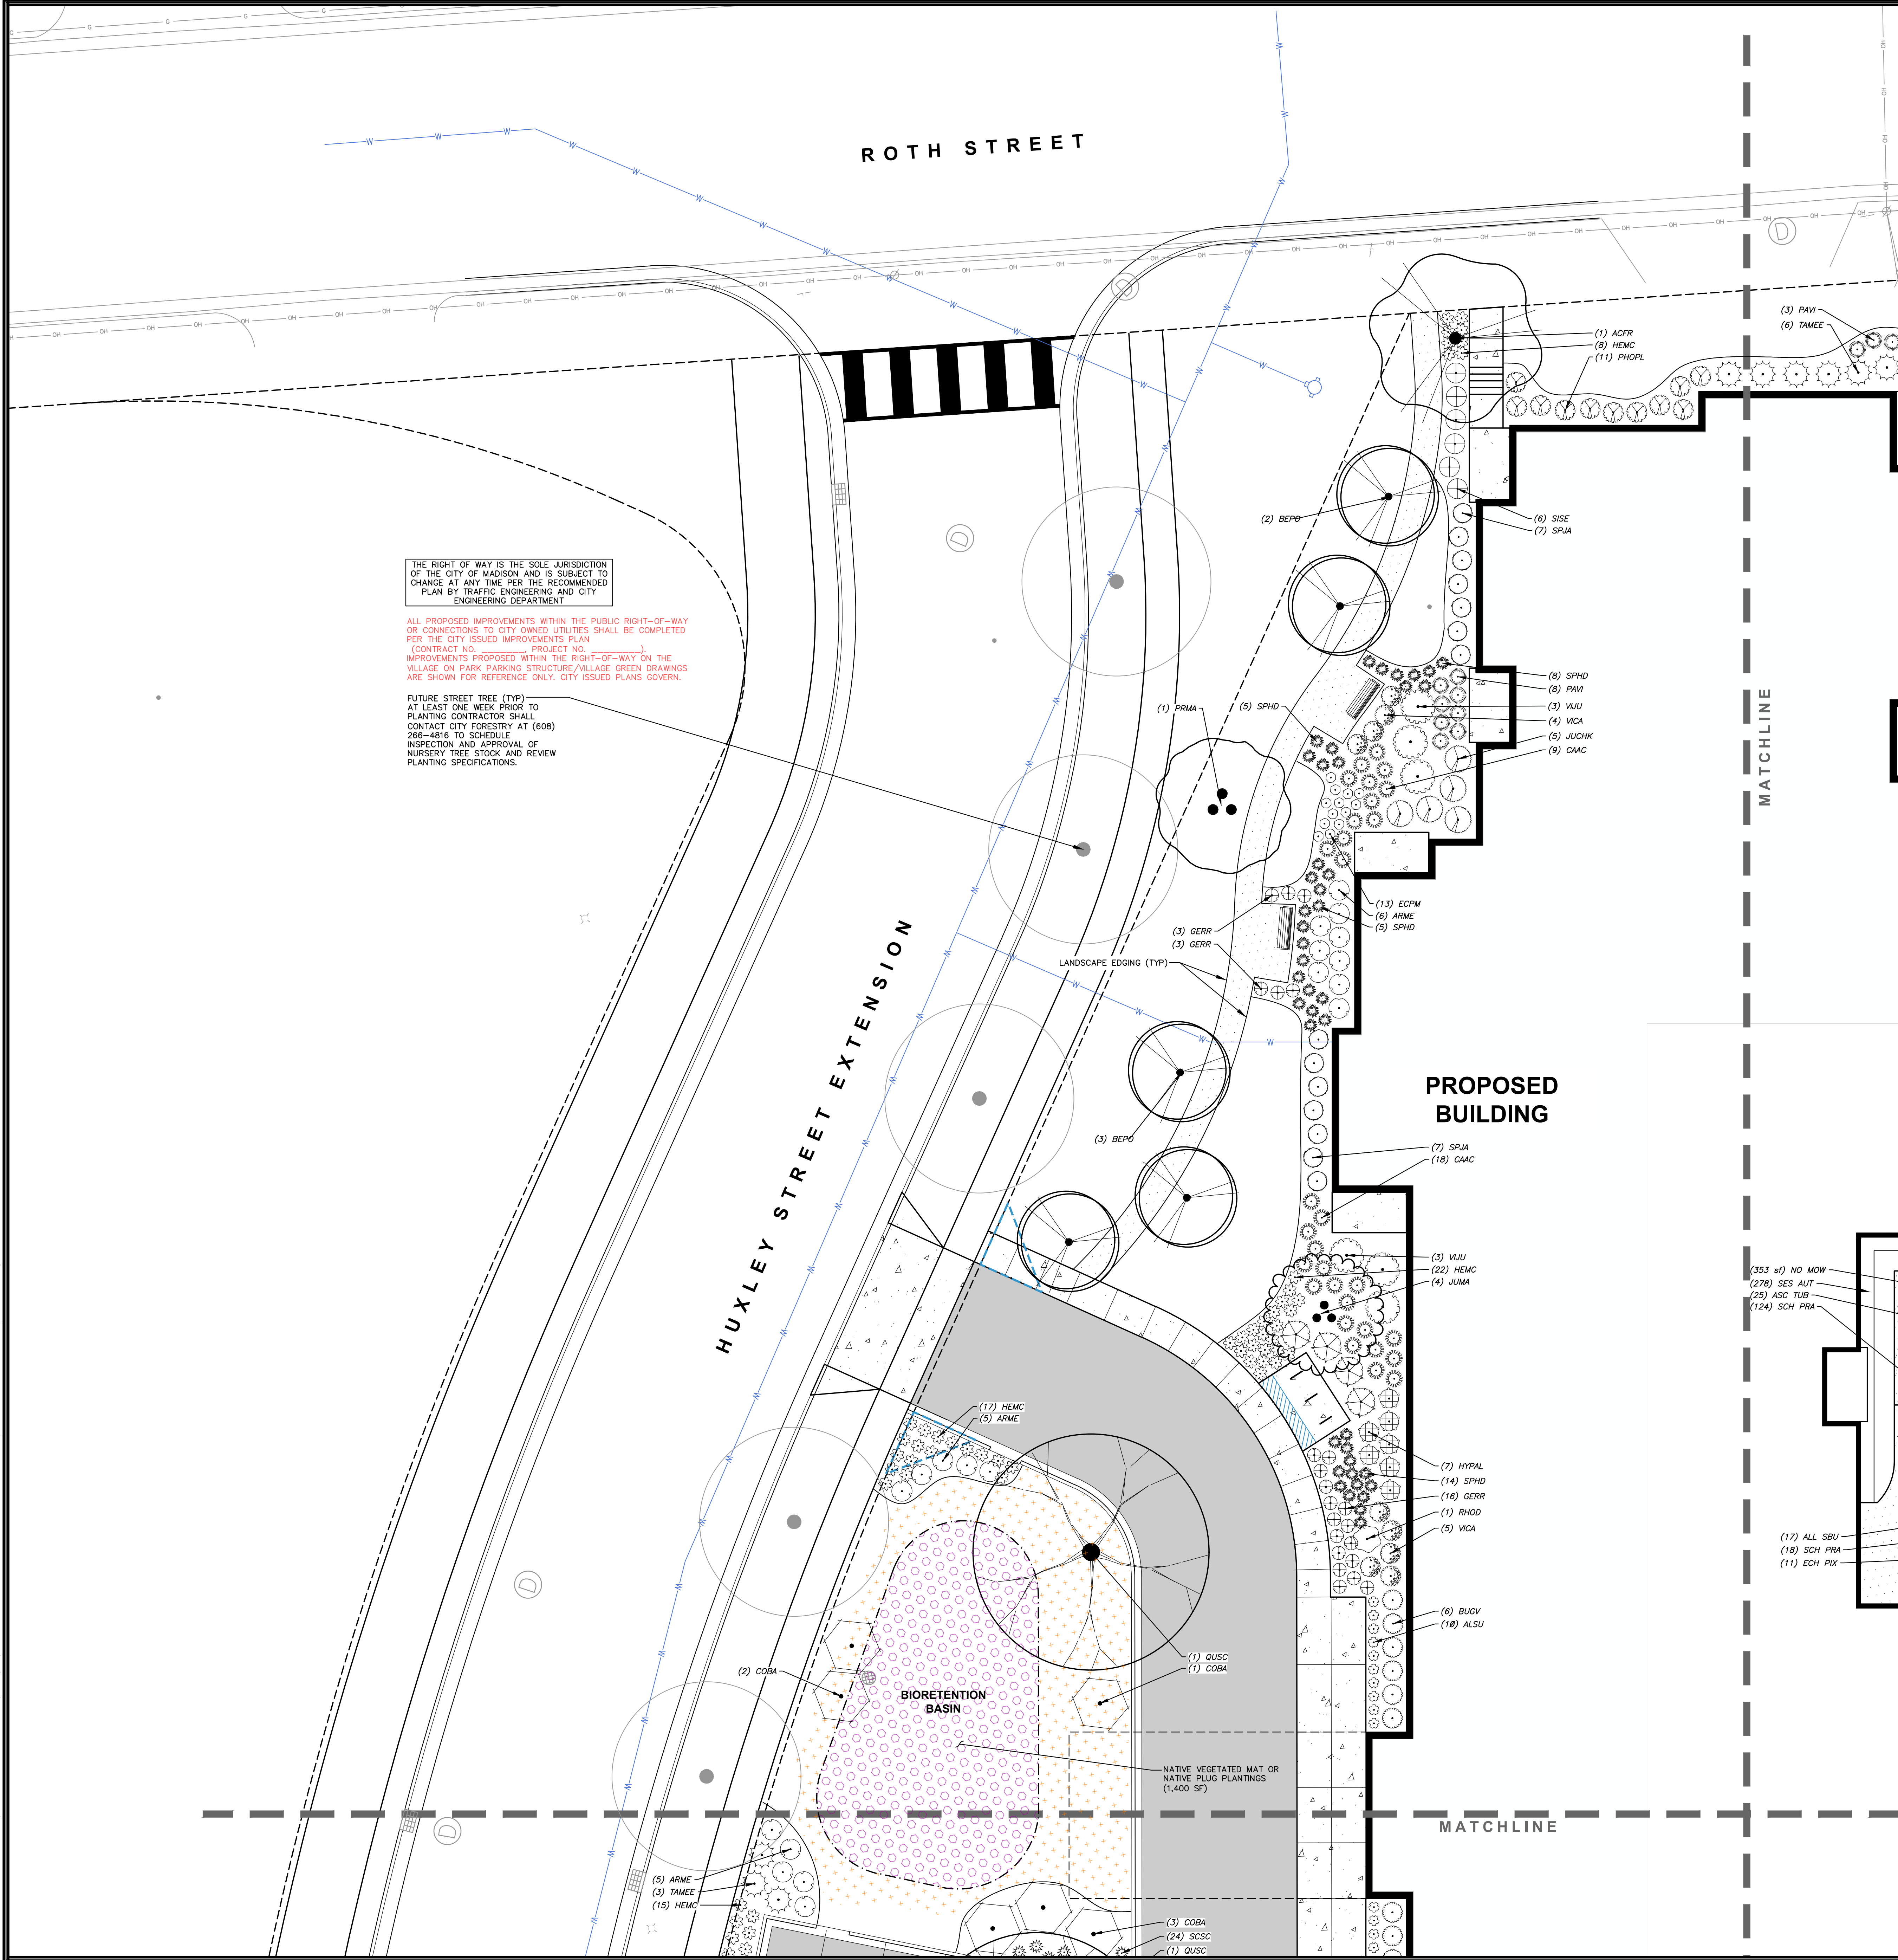 ROTH STREET
(1) ACFR
(8) HEMC
(11) PHOPL
(3) PAVI
(6) TAMEE
(2) BEPO
(6) SISE
(7) SPJA
THE RIGHT OF WAY IS THE SOLE JURISDICTION
OF THE CITY OF MADISON AND IS SUBJECT TO
CHANGE AT ANY TIME PER THE RECOMMENDED
PLAN BY TRAFFIC ENGINEERING AND CITY
ENGINEERING DEPARTMENT
ALL PROPOSED IMPROVEMENTS WITHIN THE PUBLIC RIGHT-OF-WAY
OR CONNECTIONS TO CITY OWNED UTILITIES SHALL BE COMPLETED
PER THE CITY ISSUED IMPROVEMENTS PLAN
(CONTRACT NO. _______, PROJECT NO. ________).
IMPROVEMENTS PROPOSED WITHIN THE RIGHT-OF-WAY ON THE
VILLAGE ON PARK PARKING STRUCTURE/VILLAGE GREEN DRAWINGS
ARE SHOWN FOR REFERENCE ONLY. CITY ISSUED PLANS GOVERN.
FUTURE STREET TREE (TYP)
AT LEAST ONE WEEK PRIOR TO
PLANTING CONTRACTOR SHALL
CONTACT CITY FORESTRY AT (608)
266-4816 TO SCHEDULE
INSPECTION AND APPROVAL OF
NURSERY TREE STOCK AND REVIEW
PLANTING SPECIFICATIONS.
(1) PRMA
(5) SPHD
(8) SPHD
(8) PAVI
(3) VIJU
(4) VICA
(5) JUCHK
(9) CAAC
MATCHLINE
(13) ECPM
(6) ARME
(5) SPHD
(3) GERR
(3) GERR
LANDSCAPE EDGING (TYP)
HUXLEY STREET EXTENSION
PROPOSED
BUILDING
(3) BEPO
(7) SPJA
(18) CAAC
(3) VIJU
(22) HEMC
(4) JUMA
(353 sf) NO MOW
(278) SES AUT
(25) ASC TUB
(124) SCH PRA
(17) HEMC
(5) ARME
(7) HYPAL
(14) SPHD
(16) GERR
(1) RHOD
(5) VICA
(17) ALL SBU
(18) SCH PRA
(11) ECH PIX
(6) BUGV
(10) ALSU
(1) QUSC
(1) COBA
(2) COBA
BIORETENTION
BASIN
NATIVE VEGETATED MAT OR
NATIVE PLUG PLANTINGS
(1,400 SF)
MATCHLINE
(5) ARME
(3) TAMEE
(15) HEMC
(3) COBA
(24) SCSC
(1) QUSC